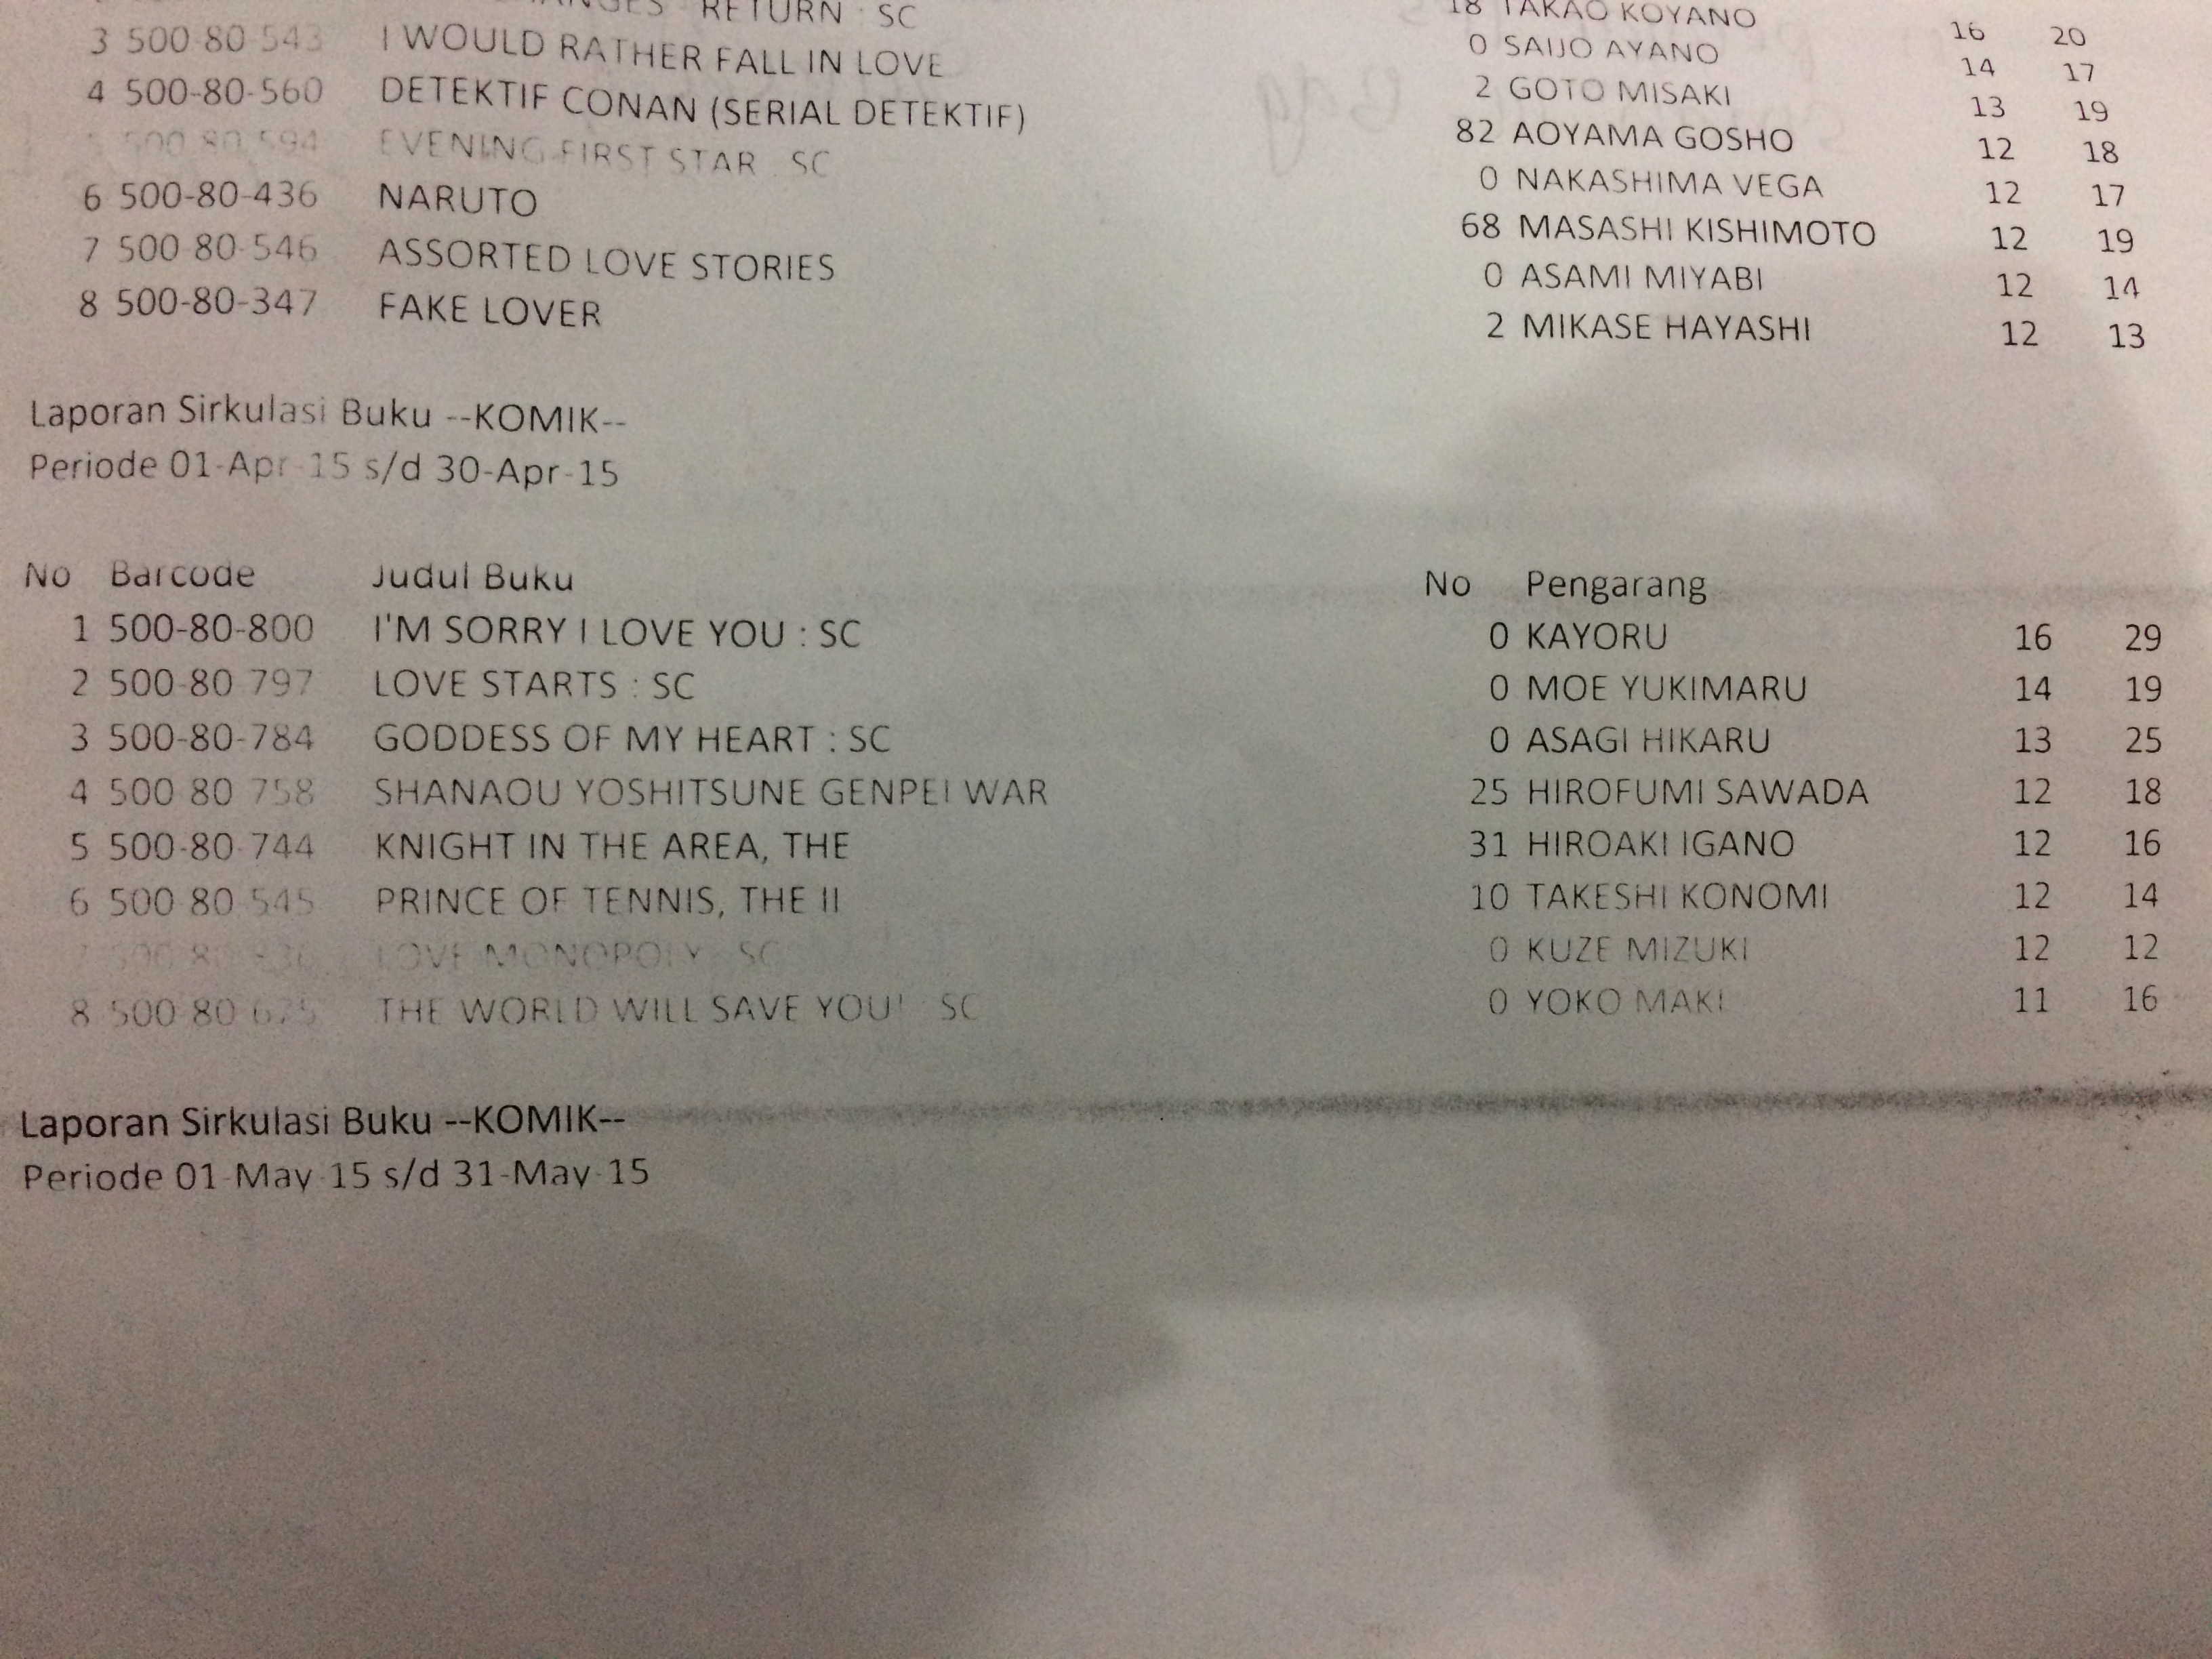 RETURN : SC 18 TAKAO KOYANO
3 500-80-543 I WOULD RATHER FALL IN LOVE 0 SAIJO AYANO 16 20
4 500-80-560 DETEKTIF CONAN (SERIAL DETEKTIF) 2 GOTO MISAKI 14 17
EVENING FIRST STAR : SC 82 AOYAMA GOSHO 13 19
6 500-80-436 NARUTO 0 NAKASHIMA VEGA 12 18
7 500-80-546 ASSORTED LOVE STORIES 68 MASASHI KISHIMOTO 12 17
8 500-80-347 FAKE LOVER 0 ASAMI MIYABI 12 19
2 MIKASE HAYASHI 12 14
12 13
Laporan Sirkulasi Buku --KOMIK--
Periode 01-Apr-15 s/d 30-Apr-15
No Barcode Judul Buku No Pengarang
1 500-80-800 I'M SORRY I LOVE YOU : SC 0 KAYORU 16 29
2 500-80-797 LOVE STARTS : SC 0 MOE YUKIMARU 14 19
3 500-80-784 GODDESS OF MY HEART : SC 0 ASAGI HIKARU 13 25
4 500-80-758 SHANAOU YOSHITSUNE GENPEI WAR 25 HIROFUMI SAWADA 12 18
5 500-80-744 KNIGHT IN THE AREA, THE 31 HIROAKI IGANO 12 16
6 500-80-545 PRINCE OF TENNIS, THE II 10 TAKESHI KONOMI 12 14
LOVE MONOPOLY : SC 0 KUZE MIZUKI 12 12
8 500-80-675 THE WORLD WILL SAVE YOU! : SC 0 YOKO MAKI 11 16
Laporan Sirkulasi Buku --KOMIK--
Periode 01-May-15 s/d 31-May-15